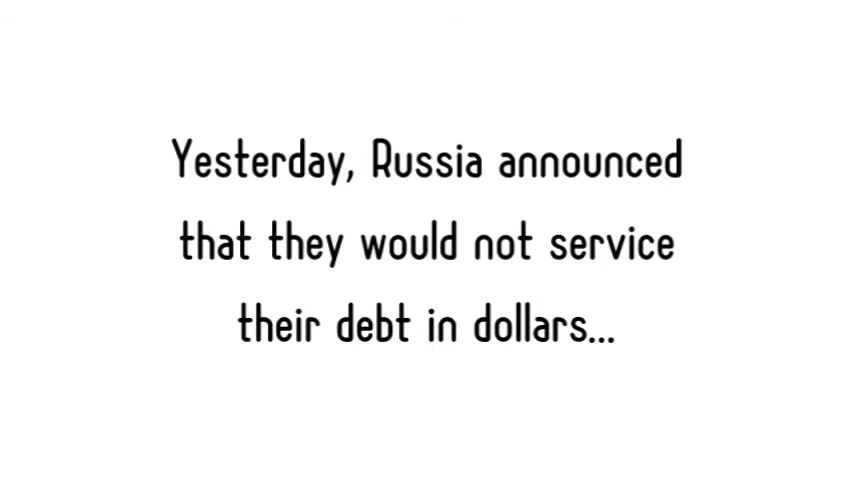 Yesterday, Russia announced
that they would not service
their debt in dollars...